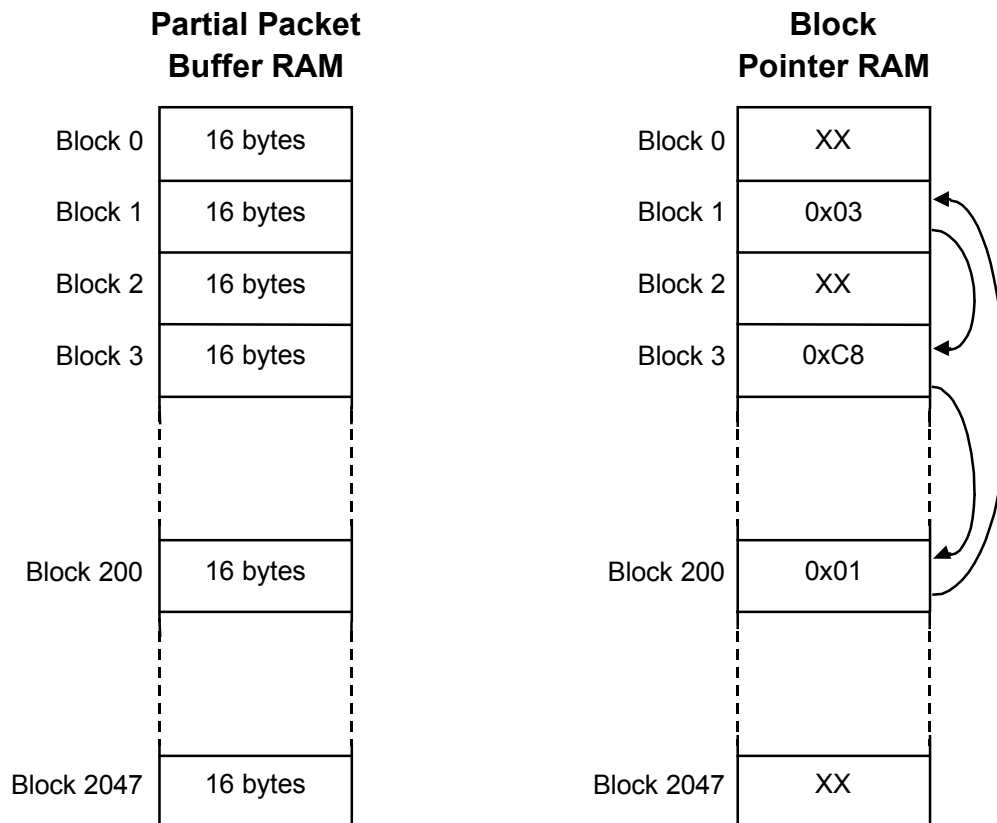 Partial Packet
Buffer RAM
Block 0 16 bytes
Block 1 16 bytes
Block 2 16 bytes
Block 3 16 bytes
Block 200 16 bytes
Block 2047 16 bytes
Block
Pointer RAM
Block 0 XX
Block 1 0x03
Block 2 XX
Block 3 0xC8
Block 200 0x01
Block 2047 XX